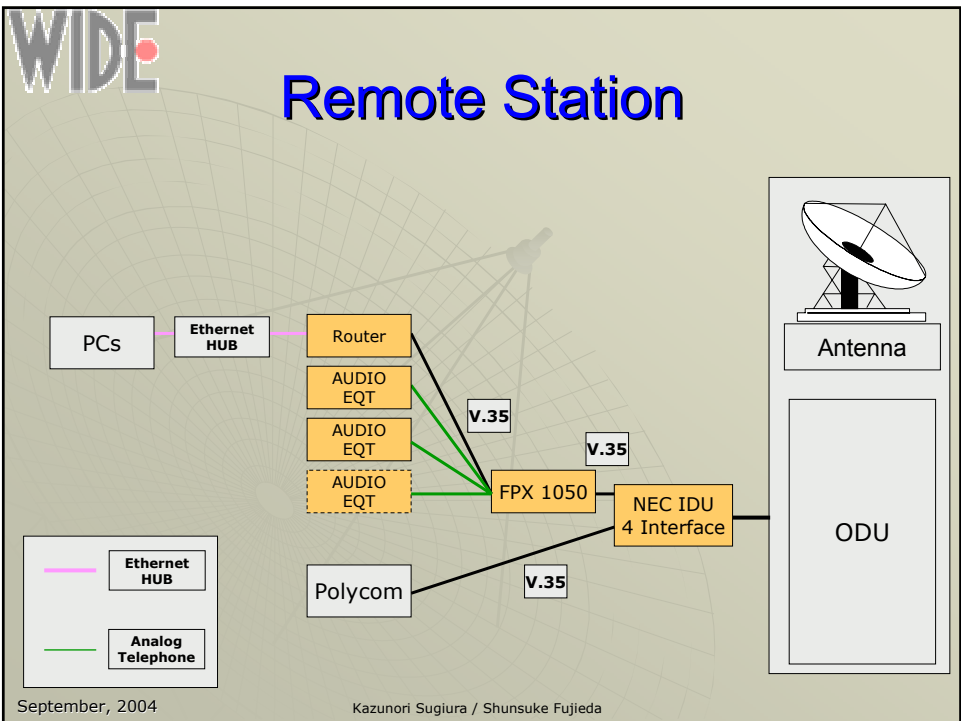 WIDE
Remote Station
PCs
Ethernet
HUB
Router
AUDIO
EQT
AUDIO
EQT
AUDIO
EQT
V.35
V.35
FPX 1050
NEC IDU
4 Interface
Polycom
V.35
Antenna
ODU
Ethernet
HUB
Analog
Telephone
September, 2004
Kazunori Sugiura / Shunsuke Fujieda